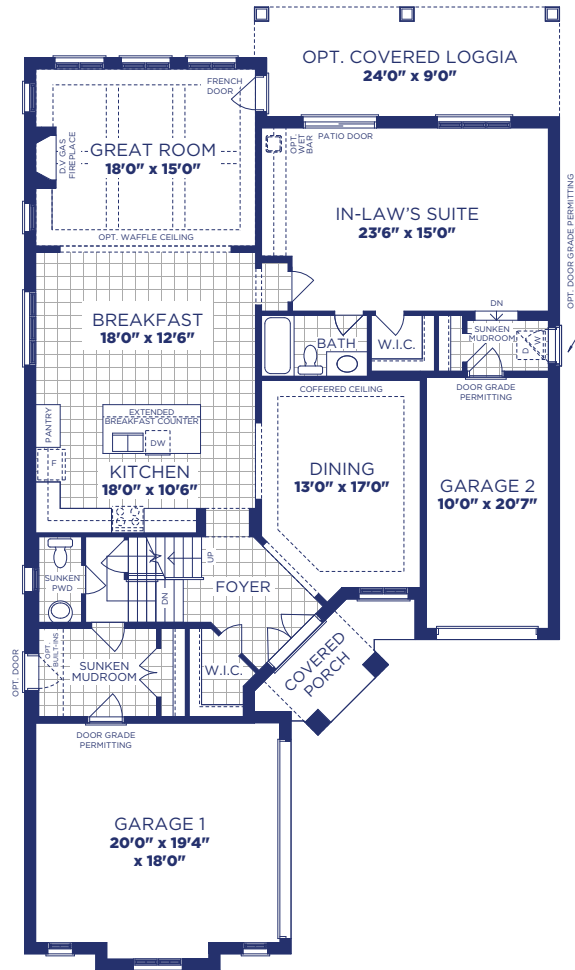 OPT. COVERED LOGGIA
24'0" x 9'0"
FRENCH
DOOR
D.V GAS
FIREPLACE
GREAT ROOM
18'0" x 15'0"
OPT. WAFFLE CEILING
OPT.
WET
BAR
PATIO DOOR
IN-LAW'S SUITE
23'6" x 15'0"
OPT. DOOR GRADE PERMITTING
BREAKFAST
18'0" x 12'6"
BATH
W.I.C.
DN
SUNKEN
MUDROOM
D
W
DOOR GRADE
PERMITTING
COFFERED CEILING
PANTRY
EXTENDED
BREAKFAST COUNTER
DW
F
KITCHEN
18'0" x 10'6"
DINING
13'0" x 17'0"
GARAGE 2
10'0" x 20'7"
UP
DN
FOYER
SUNKEN
PWD
OPT. DOOR
OPT
BUILT-INS
SUNKEN
MUDROOM
W.I.C.
COVERED
PORCH
DOOR GRADE
PERMITTING
GARAGE 1
20'0" x 19'4"
x 18'0"